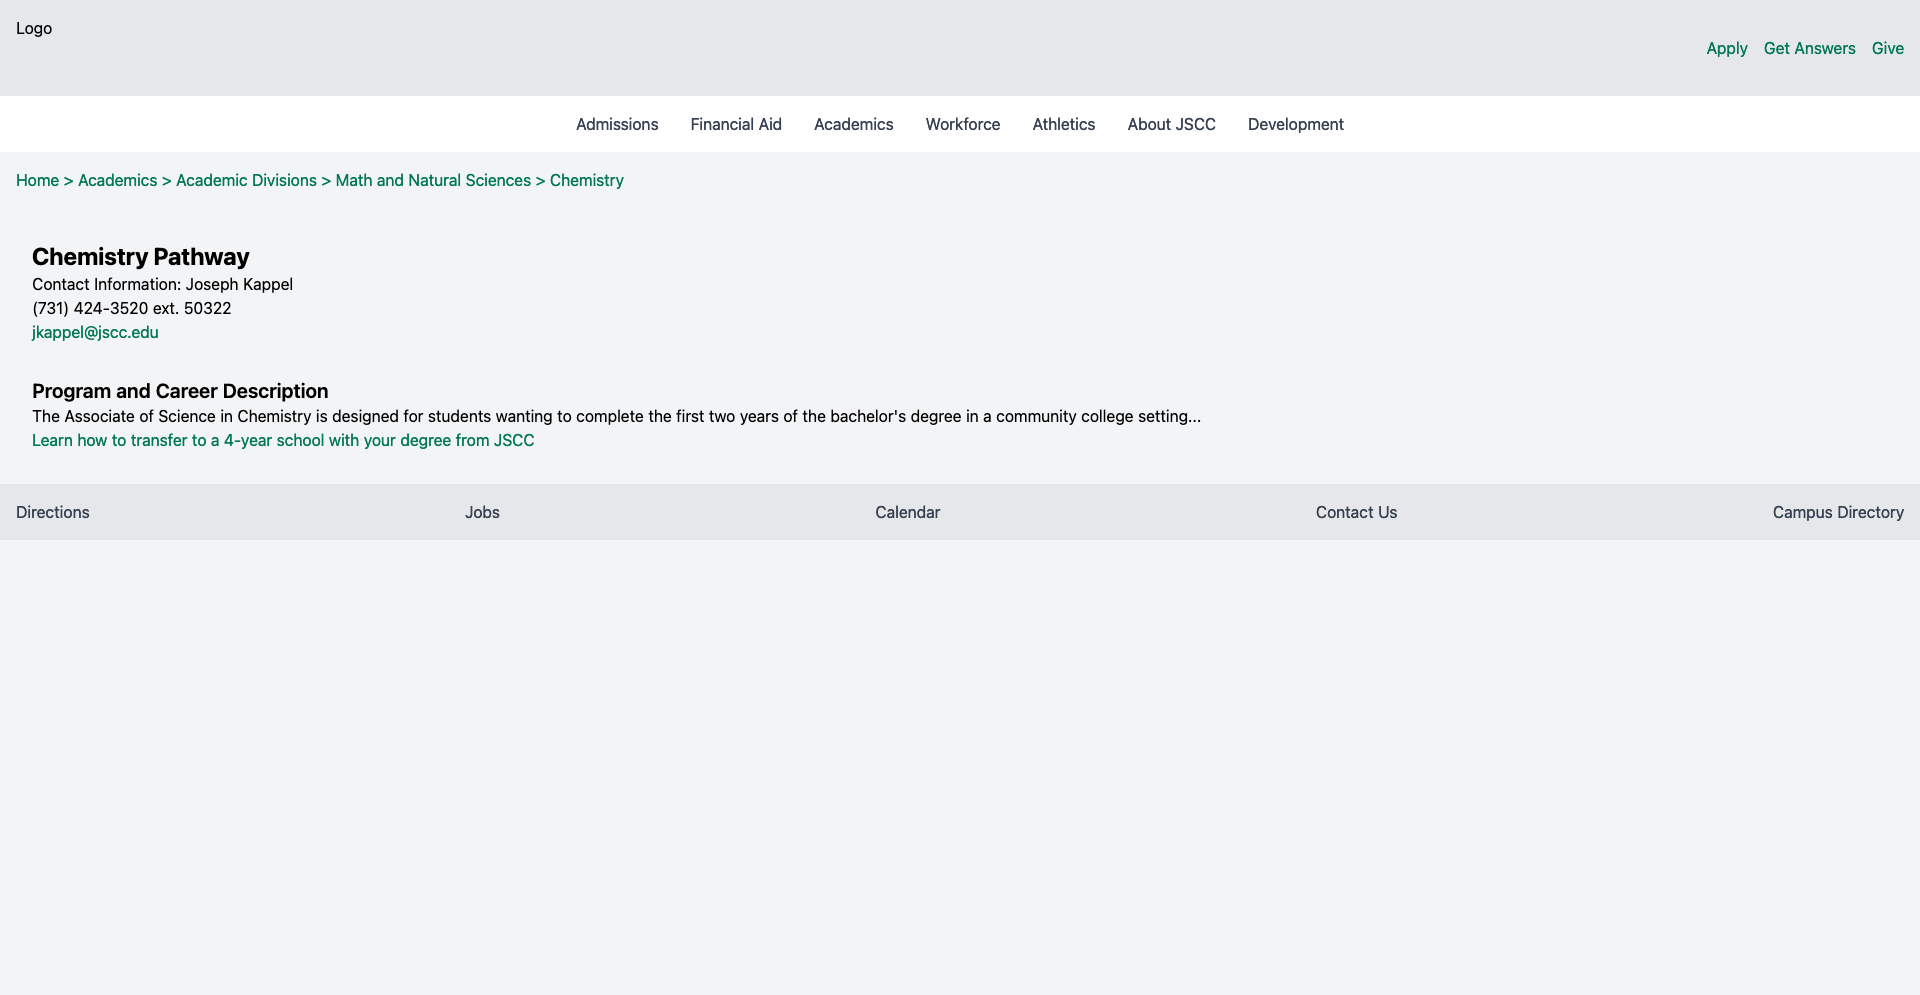 Logo
Apply Get Answers Give
Admissions Financial Aid Academics Workforce Athletics About JSCC Development
Home > Academics > Academic Divisions > Math and Natural Sciences > Chemistry
Chemistry Pathway
Contact Information: Joseph Kappel
(731) 424-3520 ext. 50322
jkappel@jscc.edu
Program and Career Description
The Associate of Science in Chemistry is designed for students wanting to complete the first two years of the bachelor's degree in a community college setting...
Learn how to transfer to a 4-year school with your degree from JSCC
Directions Jobs Calendar Contact Us Campus Directory